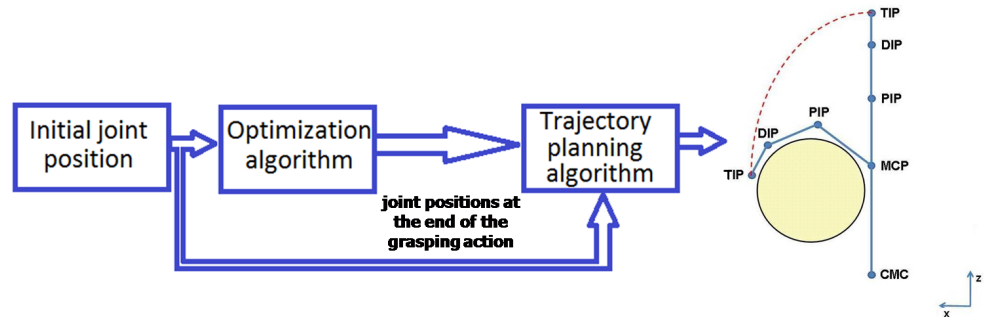 Initial joint
position
Optimization
algorithm
Trajectory
planning
algorithm
joint positions at
the end of the
grasping action
TIP
DIP
PIP
PIP
DIP
TIP
MCP
CMC
z
x